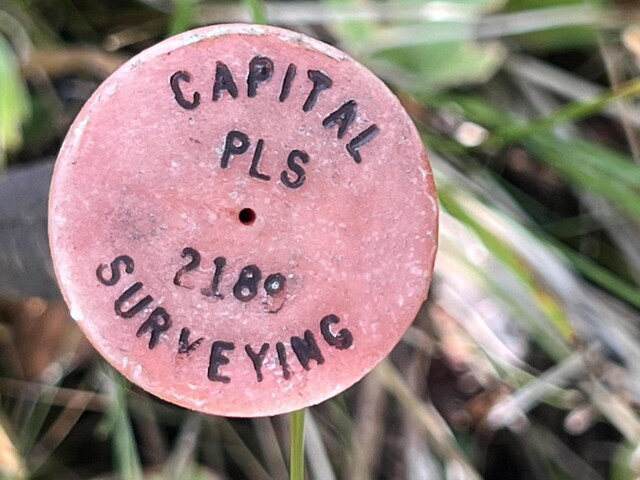 CAPITAL
PLS
2189
SURVEYING